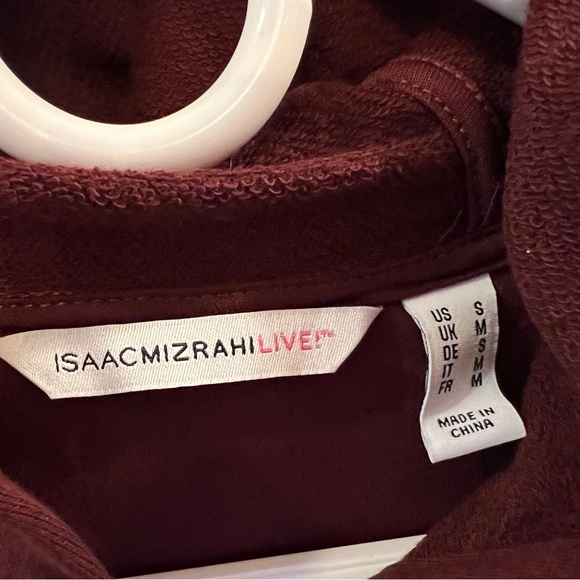 ISAACMIZRAHILIVE!™
US S
UK M
DE S
IT M
FR M
MADE IN
CHINA